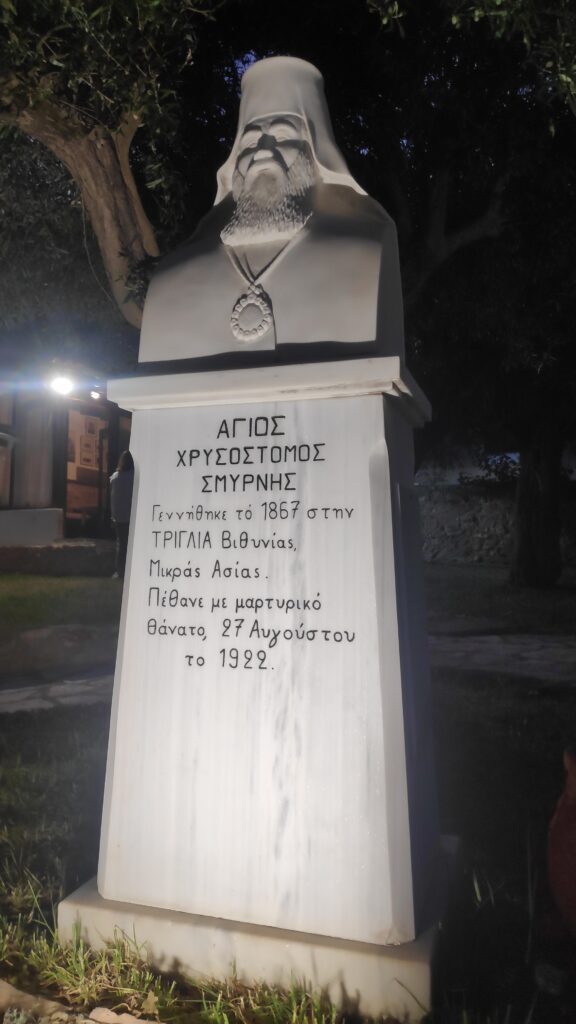 ΑΓΙΟΣ
ΧΡΥΣΟΣΤΟΜΟΣ
ΣΜΥΡΝΗΣ
Γεννήθηκε τό 1867 στην
ΤΡΙΓΛΙΑ Βιθυνίας,
Μικράς Ασίας.
Πέθανε με μαρτυρικό
θάνατο, 27 Αυγούστου
το 1922.